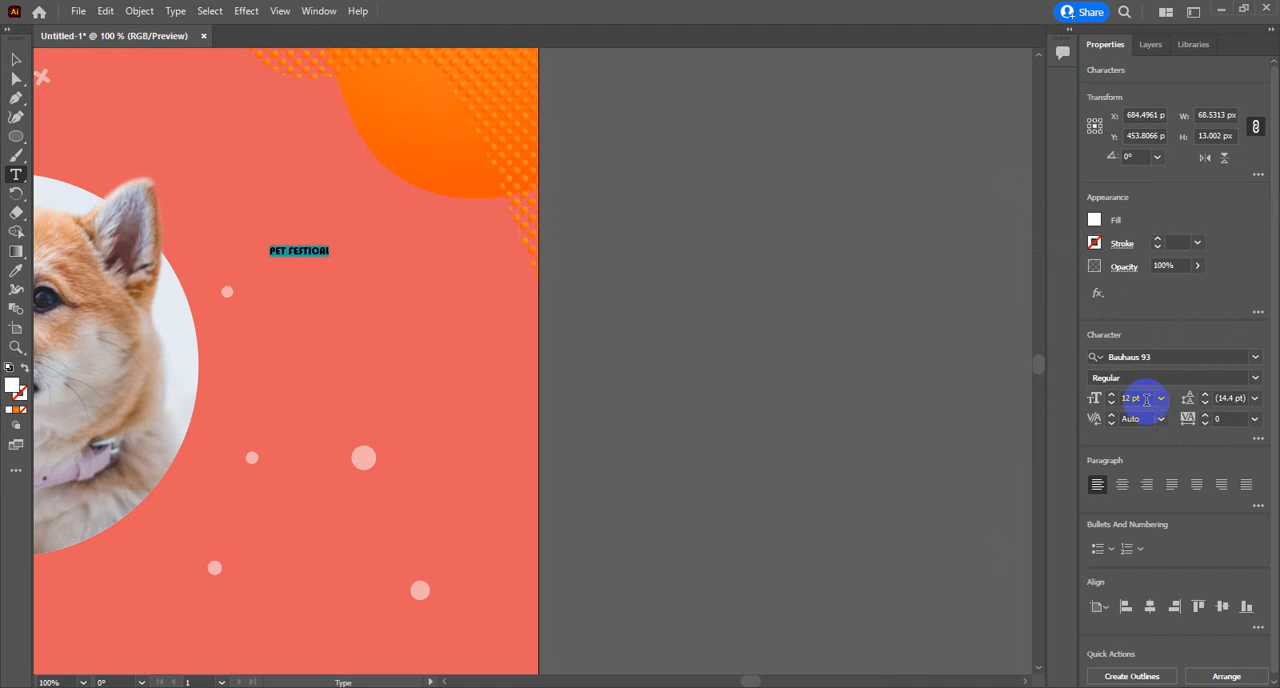 Ai File Edit Object Type Select Effect View Window Help Share
Untitled-1* @ 100 % (RGB/Preview) ×
Properties Layers Libraries
Characters
Transform
X: 684.4961 p W: 68.5313 px
Y: 453.8066 p H: 13.002 px
0°
Appearance
Fill
Stroke
Opacity 100%
fx.
PET FESTICAL
Character
Bauhaus 93
Regular
12 pt (14.4 pt)
Auto 0
Paragraph
Bullets And Numbering
Align
Quick Actions
Create Outlines Arrange
100% 0° 1 Type